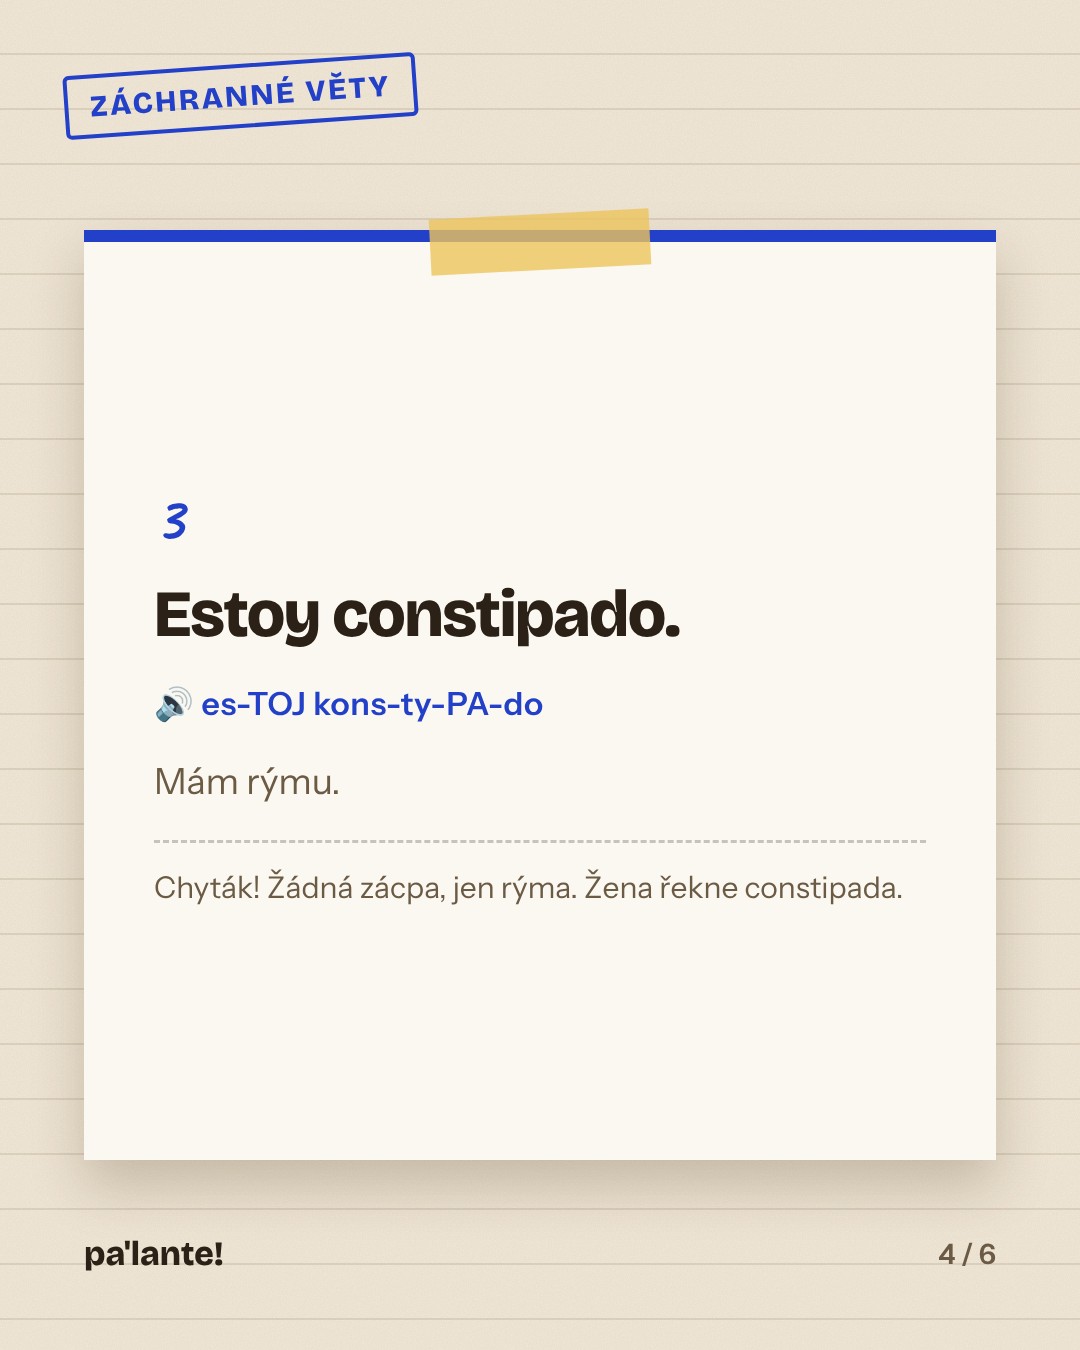 ZÁCHRANNÉ VĚTY
3
Estoy constipado.
🔊 es-TOJ kons-ty-PA-do
Mám rýmu.
Chyták! Žádná zácpa, jen rýma. Žena řekne constipada.
pa'lante!
4 / 6